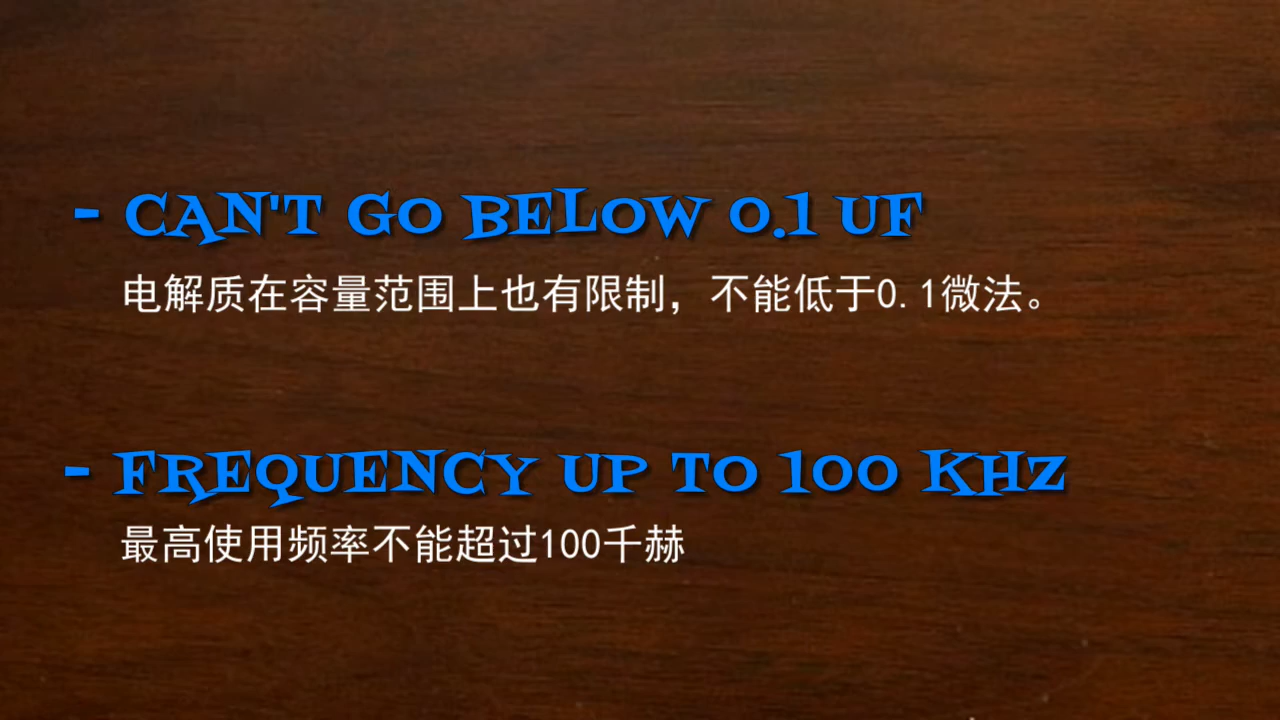 - CAN'T GO BELOW 0.1 UF
电解质在容量范围上也有限制，不能低于0.1微法。
- FREQUENCY UP TO 100 KHZ
最高使用频率不能超过100千赫